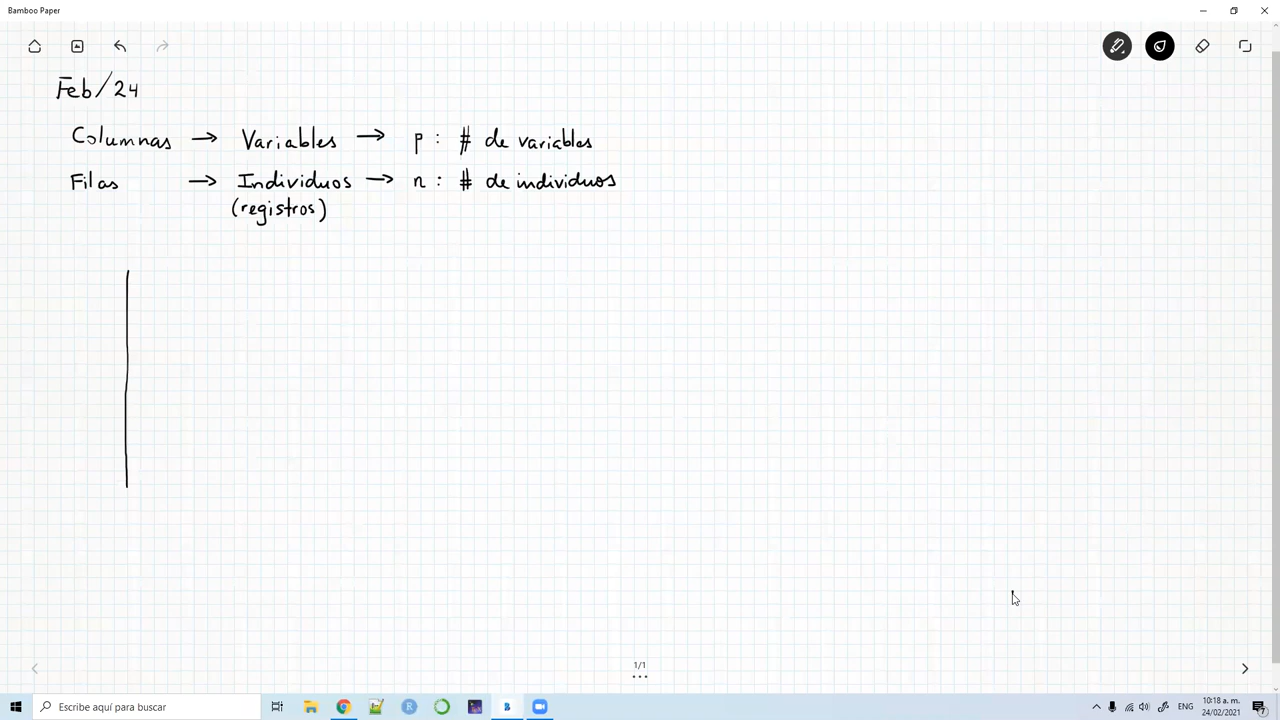 Bamboo Paper
Feb/24
Columnas → Variables → p : # de variables
Filas → Individuos → n : # de individuos
(registros)
1/1
Escribe aquí para buscar
ENG
10:18 a. m.
24/02/2021
7